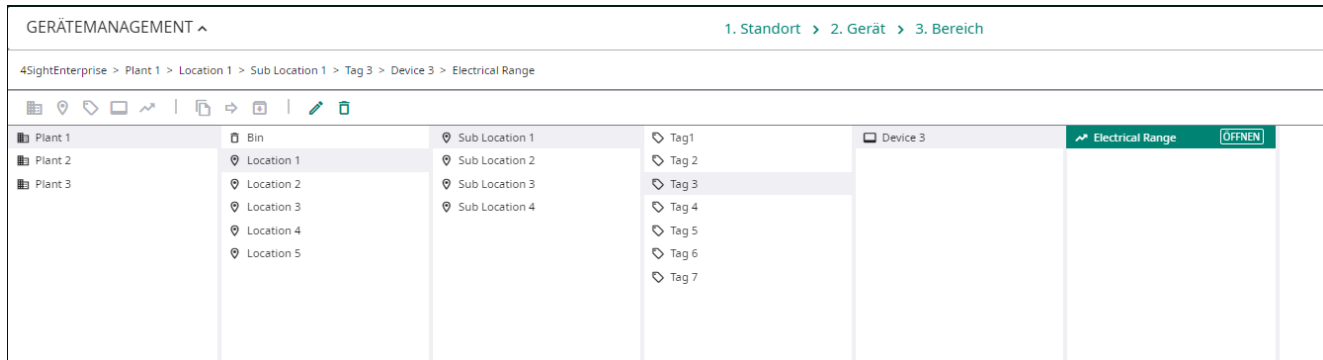 GERÄTEMANAGEMENT
1. Standort > 2. Gerät > 3. Bereich
4SightEnterprise > Plant 1 > Location 1 > Sub Location 1 > Tag 3 > Device 3 > Electrical Range
Plant 1
Plant 2
Plant 3
Bin
Location 1
Location 2
Location 3
Location 4
Location 5
Sub Location 1
Sub Location 2
Sub Location 3
Sub Location 4
Tag1
Tag 2
Tag 3
Tag 4
Tag 5
Tag 6
Tag 7
Device 3
Electrical Range ÖFFNEN